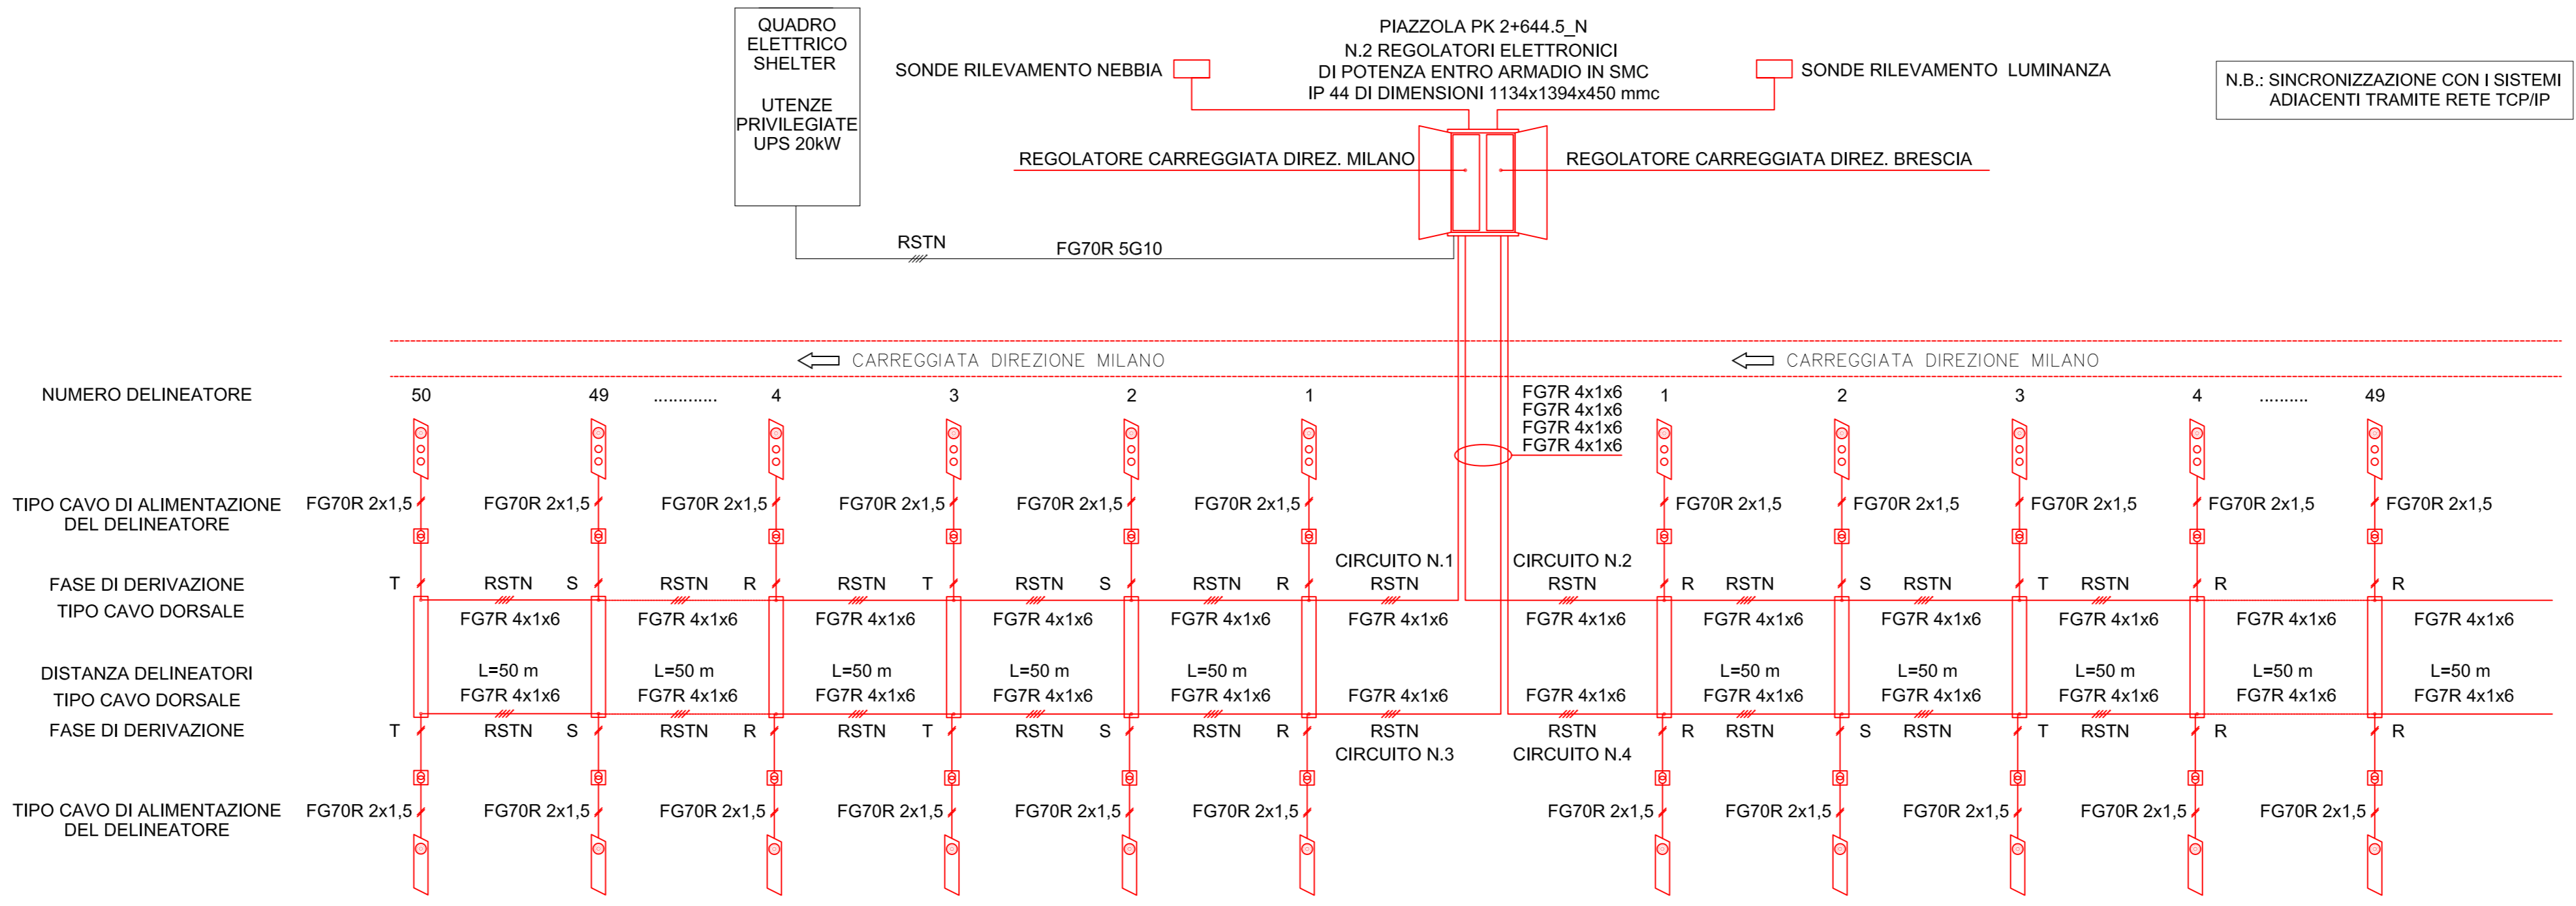 QUADRO
ELETTRICO
SHELTER
UTENZE
PRIVILEGIATE
UPS 20kW
PIAZZOLA PK 2+644.5_N
N.2 REGOLATORI ELETTRONICI
DI POTENZA ENTRO ARMADIO IN SMC
IP 44 DI DIMENSIONI 1134x1394x450 mmc
SONDE RILEVAMENTO NEBBIA
SONDE RILEVAMENTO LUMINANZA
N.B.: SINCRONIZZAZIONE CON I SISTEMI
ADIACENTI TRAMITE RETE TCP/IP
REGOLATORE CARREGGIATA DIREZ. MILANO
REGOLATORE CARREGGIATA DIREZ. BRESCIA
RSTN FG70R 5G10
CARREGGIATA DIREZIONE MILANO CARREGGIATA DIREZIONE MILANO
NUMERO DELINEATORE 50 49 ............. 4 3 2 1 1 2 3 4 .......... 49
FG7R 4x1x6
FG7R 4x1x6
FG7R 4x1x6
FG7R 4x1x6
TIPO CAVO DI ALIMENTAZIONE
DEL DELINEATORE
FG70R 2x1,5 FG70R 2x1,5 FG70R 2x1,5 FG70R 2x1,5 FG70R 2x1,5 FG70R 2x1,5 FG70R 2x1,5 FG70R 2x1,5 FG70R 2x1,5 FG70R 2x1,5 FG70R 2x1,5
CIRCUITO N.1 CIRCUITO N.2
FASE DI DERIVAZIONE T RSTN S RSTN R RSTN T RSTN S RSTN R RSTN RSTN R RSTN S RSTN T RSTN R R
TIPO CAVO DORSALE FG7R 4x1x6 FG7R 4x1x6 FG7R 4x1x6 FG7R 4x1x6 FG7R 4x1x6 FG7R 4x1x6 FG7R 4x1x6 FG7R 4x1x6 FG7R 4x1x6 FG7R 4x1x6 FG7R 4x1x6 FG7R 4x1x6
DISTANZA DELINEATORI L=50 m L=50 m L=50 m L=50 m L=50 m L=50 m L=50 m L=50 m L=50 m L=50 m
TIPO CAVO DORSALE FG7R 4x1x6 FG7R 4x1x6 FG7R 4x1x6 FG7R 4x1x6 FG7R 4x1x6 FG7R 4x1x6 FG7R 4x1x6 FG7R 4x1x6 FG7R 4x1x6 FG7R 4x1x6 FG7R 4x1x6 FG7R 4x1x6
FASE DI DERIVAZIONE T RSTN S RSTN R RSTN T RSTN S RSTN R RSTN RSTN R RSTN S RSTN T RSTN R R
CIRCUITO N.3 CIRCUITO N.4
TIPO CAVO DI ALIMENTAZIONE
DEL DELINEATORE
FG70R 2x1,5 FG70R 2x1,5 FG70R 2x1,5 FG70R 2x1,5 FG70R 2x1,5 FG70R 2x1,5 FG70R 2x1,5 FG70R 2x1,5 FG70R 2x1,5 FG70R 2x1,5 FG70R 2x1,5